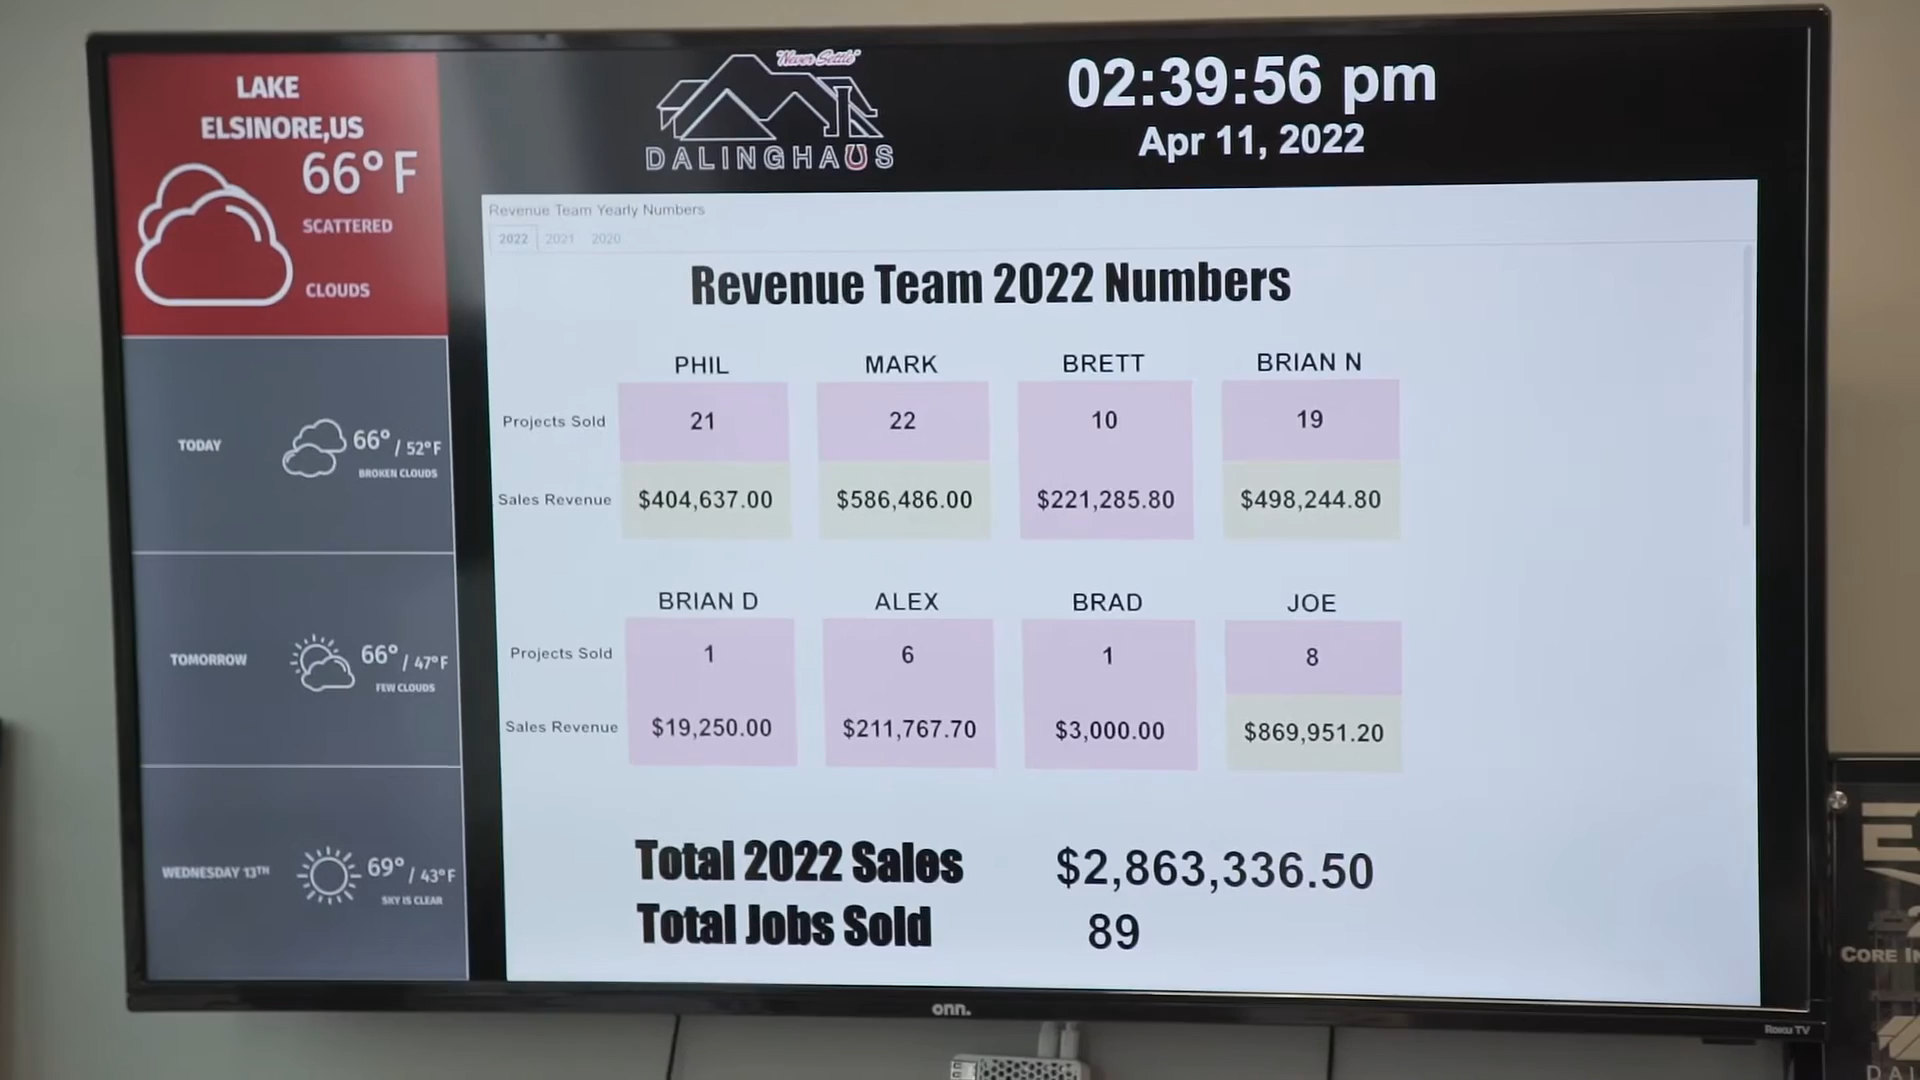 LAKE
ELSINORE,US
66° F
SCATTERED
CLOUDS
TODAY
66° / 52°F
BROKEN CLOUDS
TOMORROW
66° / 47°F
FEW CLOUDS
WEDNESDAY 13TH
69° / 43°F
SKY IS CLEAR
"Never Settle"
DALINGHAUS
02:39:56 pm
Apr 11, 2022
Revenue Team Yearly Numbers
2022 2021 2020
Revenue Team 2022 Numbers
PHIL MARK BRETT BRIAN N
Projects Sold 21 22 10 19
Sales Revenue $404,637.00 $586,486.00 $221,285.80 $498,244.80
BRIAN D ALEX BRAD JOE
Projects Sold 1 6 1 8
Sales Revenue $19,250.00 $211,767.70 $3,000.00 $869,951.20
Total 2022 Sales $2,863,336.50
Total Jobs Sold 89
onn.
Roku TV
CORE IN
DAL